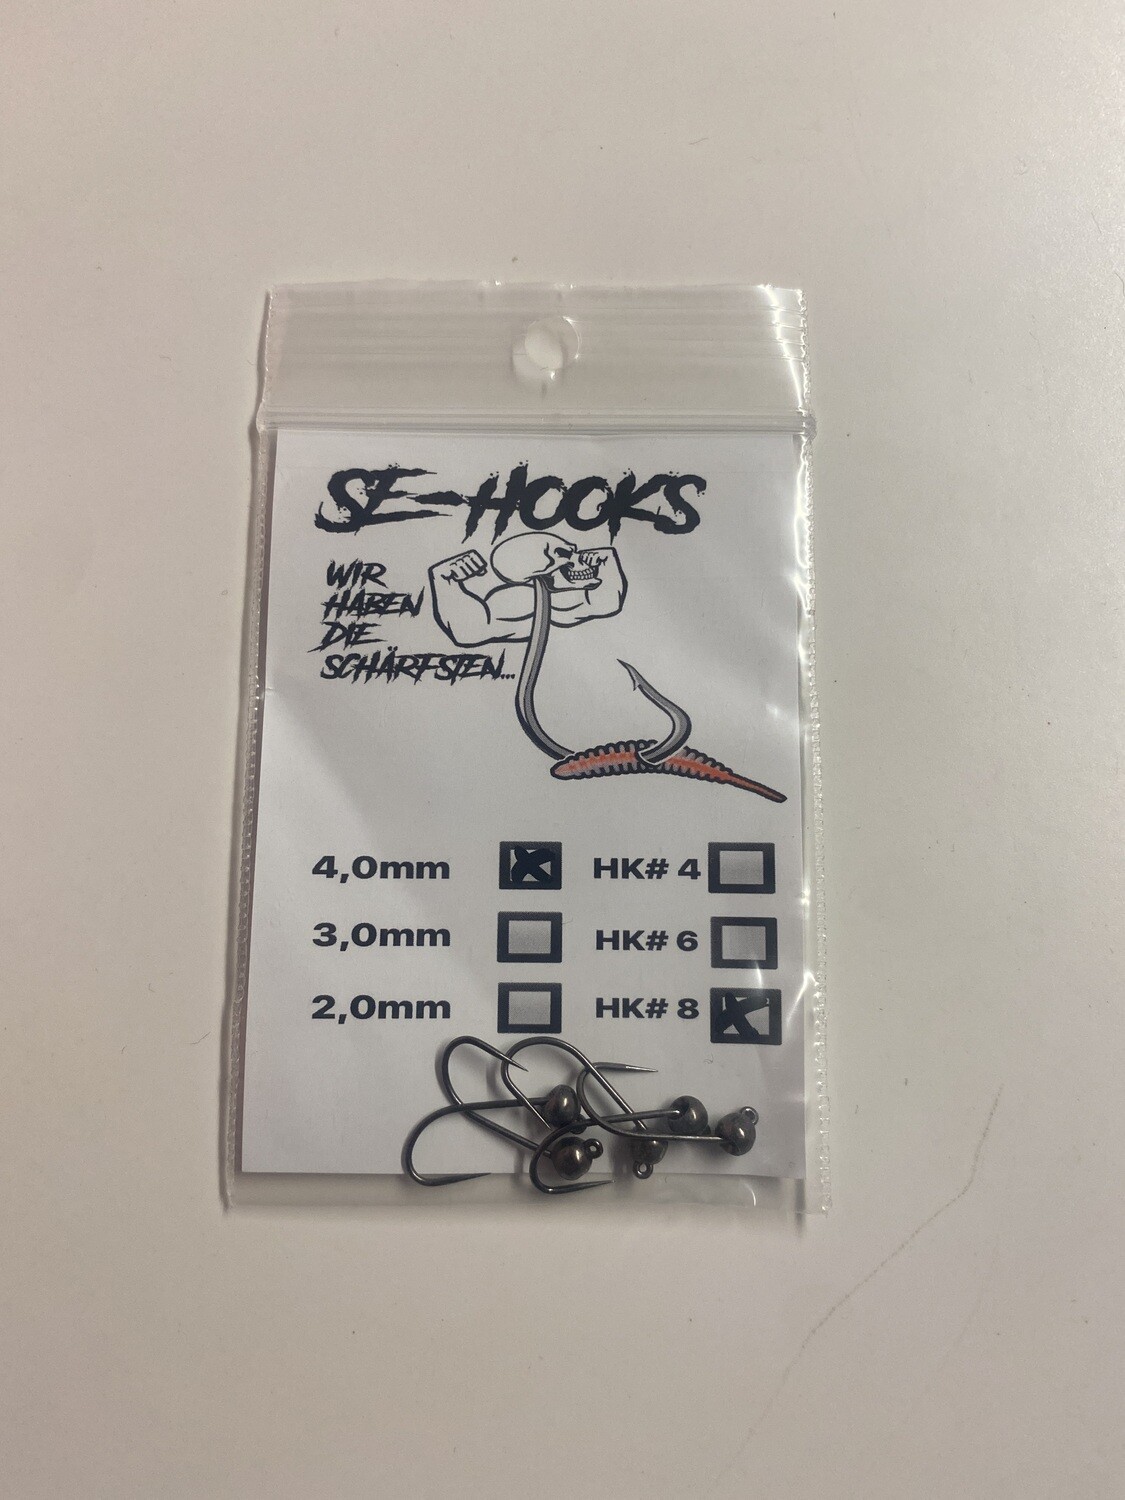 SE-HOOKS
WIR
HABEN
DIE
SCHÄRFSTEN...
4,0mm HK# 4
3,0mm HK# 6
2,0mm HK# 8